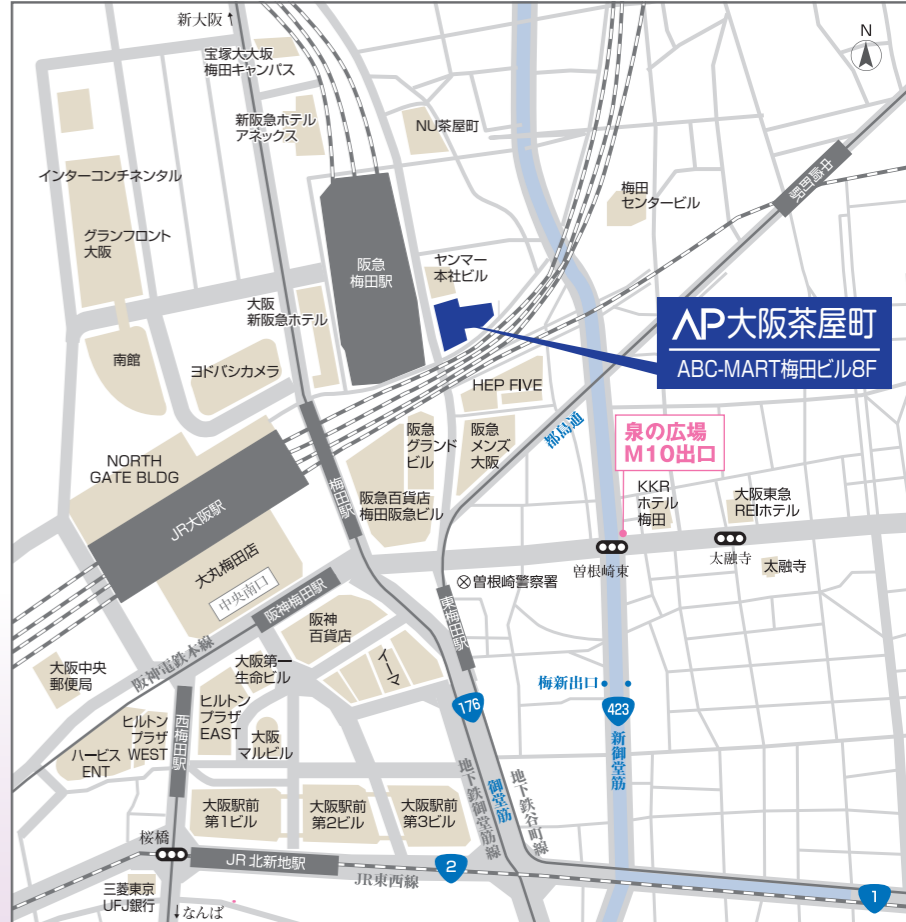 新大阪↑
宝塚大大坂
梅田キャンパス
N
新阪急ホテル
アネックス
NU茶屋町
中崎町駅
インターコンチネンタル
梅田
センタービル
グランフロント
大阪
阪急
梅田駅
ヤンマー
本社ビル
大阪
新阪急ホテル
AP大阪茶屋町
ABC-MART梅田ビル8F
南館
ヨドバシカメラ
HEP FIVE
都島通
阪急
グランド
ビル
阪急
メンズ
大阪
泉の広場
M10出口
NORTH
GATE BLDG
KKR
ホテル
梅田
大阪東急
REIホテル
梅田駅
阪急百貨店
梅田阪急ビル
JR大阪駅
曽根崎東
太融寺
太融寺
大丸梅田店
中央南口
曽根崎警察署
阪神梅田駅
東梅田駅
阪神
百貨店
阪神電鉄本線
大阪中央
郵便局
大阪第一
生命ビル
イーマ
梅新出口
西梅田駅
ヒルトン
プラザ
EAST
ヒルトン
プラザ
WEST
176
423
新御堂筋
大阪
マルビル
ハービス
ENT
地下鉄御堂筋線
御堂筋
地下鉄谷町線
大阪駅前
第1ビル
大阪駅前
第2ビル
大阪駅前
第3ビル
桜橋
JR北新地駅
JR東西線
2
1
三菱東京
UFJ銀行
↓なんば